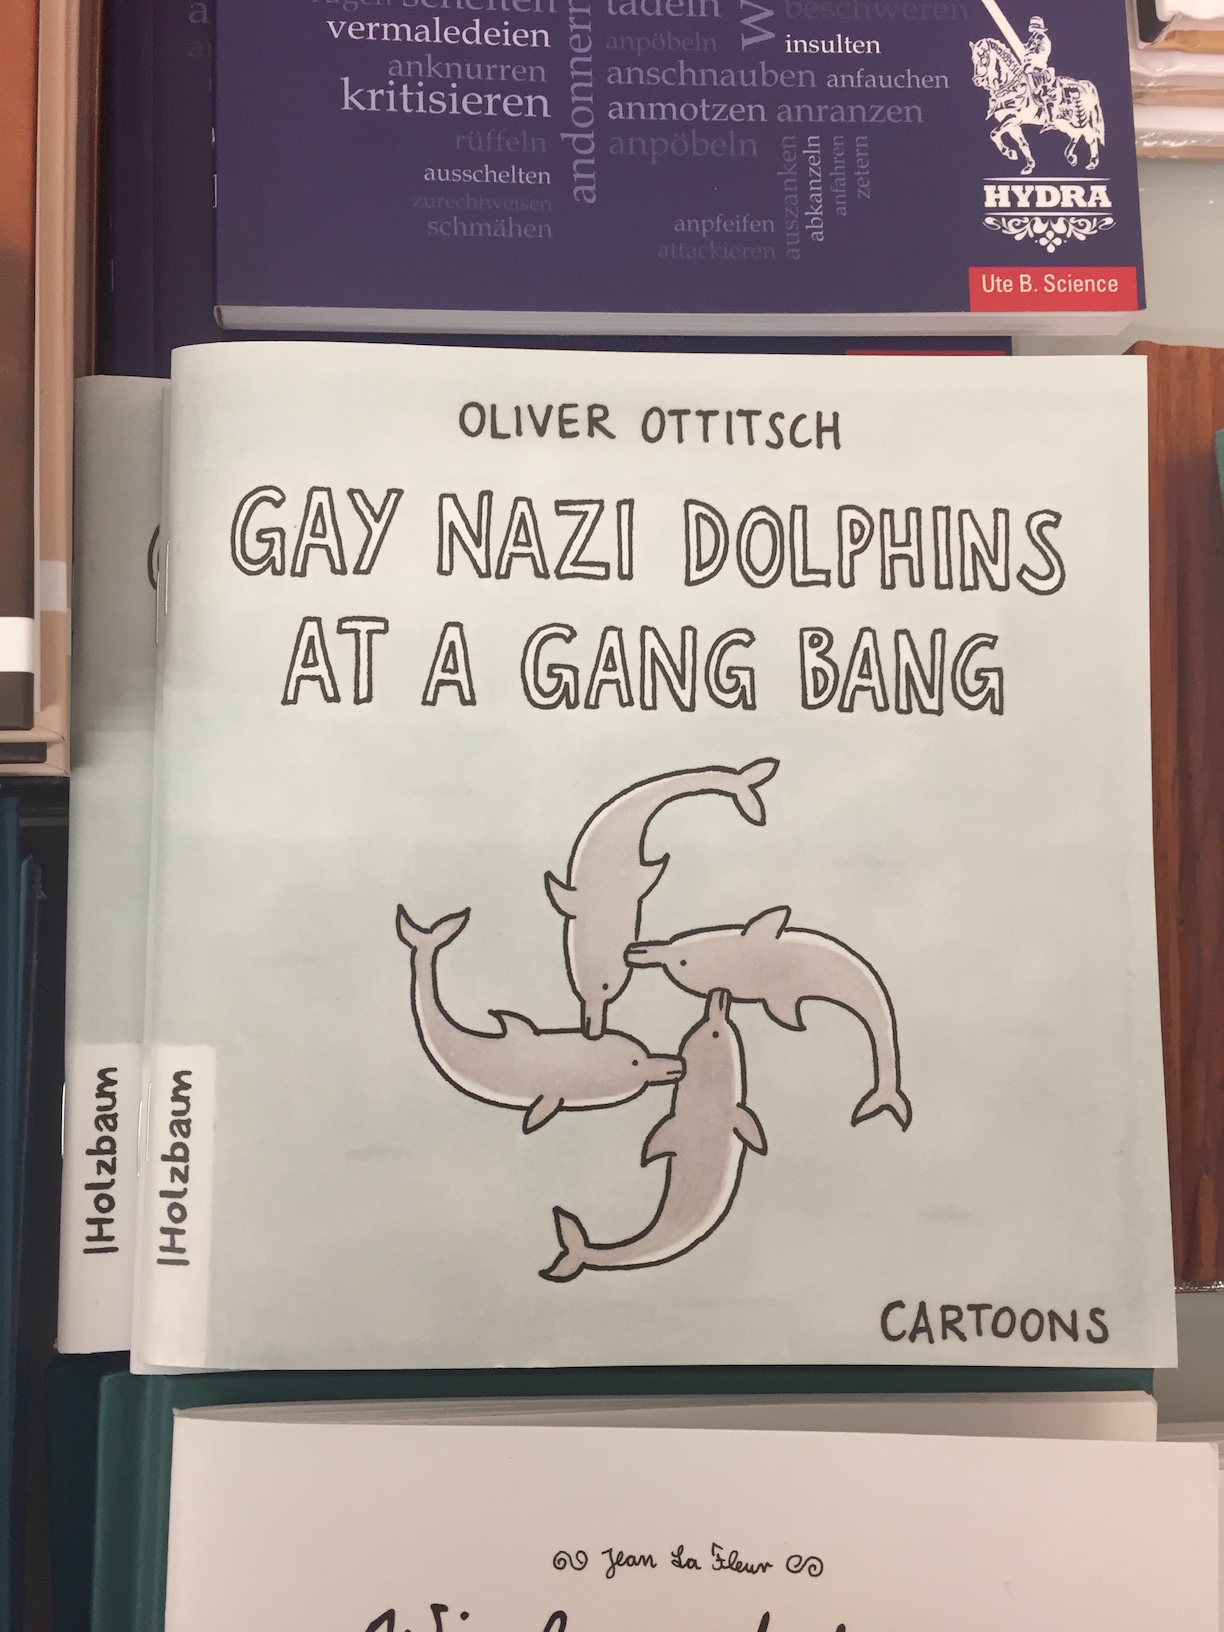 schelten
tadeln
beschweren
vermaledeien
andonnern
anpöbeln
W
insulten
anknurren
anschnauben anfauchen
kritisieren
anmotzen anranzen
rüffeln
anpöbeln
auszanken
abkanzeln
anfahren
zetern
ausschelten
zurechtweisen
schmähen
anpfeifen
attackieren
HYDRA
Ute B. Science
OLIVER OTTITSCH
GAY NAZI DOLPHINS
AT A GANG BANG
|Holzbaum
|Holzbaum
CARTOONS
Jean La Fleur